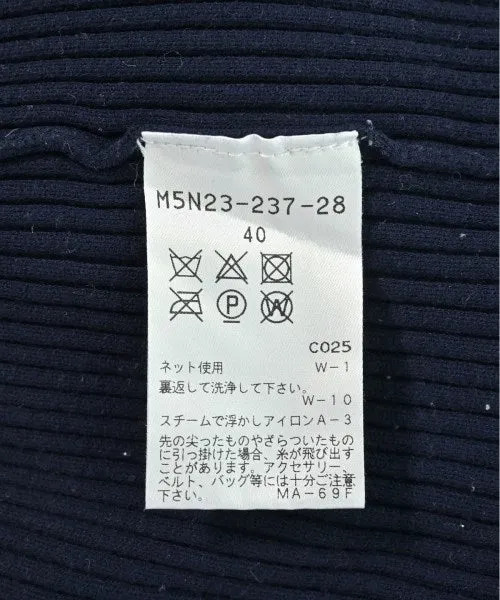 M5N23-237-28
40
P W
C025
ネット使用 W-1
裏返して洗浄して下さい。
W-10
スチームで浮かしアイロンA-3
先の尖ったものやざらついたもの
に引っ掛けた場合、糸が飛び出す
ことがあります。アクセサリー、
ベルト、バッグ等には十分ご注意
下さい。 MA-69F